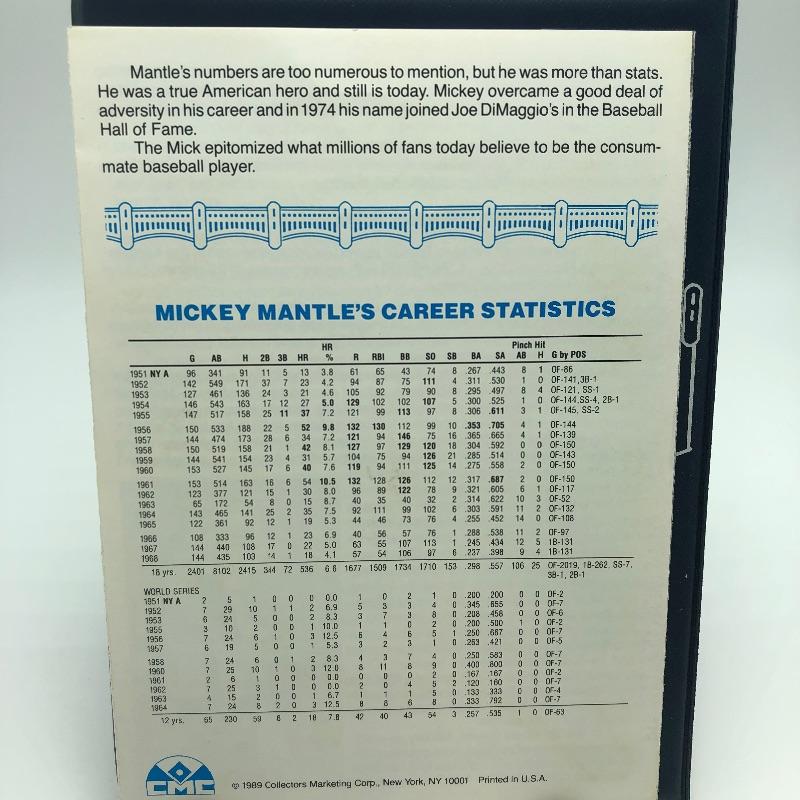 Mantle's numbers are too numerous to mention, but he was more than stats.
He was a true American hero and still is today. Mickey overcame a good deal of
adversity in his career and in 1974 his name joined Joe DiMaggio's in the Baseball
Hall of Fame.
The Mick epitomized what millions of fans today believe to be the consum-
mate baseball player.
MICKEY MANTLE'S CAREER STATISTICS
HR Pinch Hit
G AB H 2B 3B HR % R RBI BB SO SB BA SA AB H G by POS
1951 NY A 96 341 91 11 5 13 3.8 61 65 43 74 8 .267 .443 8 1 OF-86
1952 142 549 171 37 7 23 4.2 94 87 75 111 4 .311 .530 1 0 OF-141, 3B-1
1953 127 461 136 24 3 21 4.6 105 92 79 90 8 .295 .497 8 4 OF-121, SS-1
1954 146 543 163 17 12 27 5.0 129 102 102 107 5 .300 .525 1 0 OF-144, SS-4, 2B-1
1955 147 517 158 25 11 37 7.2 121 99 113 97 8 .306 .611 3 1 OF-145, SS-2
1956 150 533 188 22 5 52 9.8 132 130 112 99 10 .353 .705 4 1 OF-144
1957 144 474 173 28 6 34 7.2 121 94 146 75 16 .365 .665 4 1 OF-139
1958 150 519 158 21 1 42 8.1 127 97 129 120 18 .304 .592 0 0 OF-150
1959 144 541 154 23 4 31 5.7 104 75 94 126 21 .285 .514 0 0 OF-143
1960 153 527 145 17 6 40 7.6 119 94 111 125 14 .275 .558 2 0 OF-150
1961 153 514 163 16 6 54 10.5 132 128 126 112 12 .317 .687 2 0 OF-150
1962 123 377 121 15 1 30 8.0 96 89 122 78 9 .321 .605 6 1 OF-117
1963 65 172 54 8 0 15 8.7 40 35 40 32 2 .314 .622 10 3 OF-52
1964 143 465 141 25 2 35 7.5 92 111 99 102 6 .303 .591 11 2 OF-132
1965 122 361 92 12 1 19 5.3 44 46 73 76 4 .255 .452 14 0 OF-108
1966 108 333 96 12 1 23 6.9 40 56 57 76 1 .288 .538 11 2 OF-97
1967 144 440 108 17 0 22 5.0 63 55 107 113 1 .245 .434 12 5 1B-131
1968 144 435 103 14 1 18 4.1 57 54 106 97 6 .237 .398 9 4 1B-131
18 yrs. 2401 8102 2415 344 72 536 6.6 1677 1509 1734 1710 153 .298 .557 106 25 OF-2019, 1B-262, SS-7,
3B-1, 2B-1
WORLD SERIES
1951 NY A 2 5 1 0 0 0 0.0 1 0 2 1 0 .200 .200 0 0 OF-2
1952 7 29 10 1 1 2 6.9 5 3 3 4 0 .345 .655 0 0 OF-7
1953 6 24 5 0 0 2 8.3 3 7 3 8 0 .208 .458 0 0 OF-6
1955 3 10 2 0 0 1 10.0 1 1 0 2 0 .200 .500 1 0 OF-2
1956 7 24 6 1 0 3 12.5 6 4 6 5 1 .250 .667 0 0 OF-7
1957 6 19 5 0 0 1 5.3 3 2 3 1 0 .263 .421 0 0 OF-5
1958 7 24 6 0 1 2 8.3 4 3 7 4 0 .250 .583 0 0 OF-7
1960 7 25 10 1 0 3 12.0 8 11 8 9 0 .400 .800 0 0 OF-7
1961 2 6 1 0 0 0 0.0 0 0 0 2 0 .167 .167 0 0 OF-2
1962 7 25 3 1 0 0 0.0 2 0 4 5 2 .120 .160 0 0 OF-7
1963 4 15 2 0 0 1 6.7 1 1 1 5 0 .133 .333 0 0 OF-4
1964 7 24 8 2 0 3 12.5 8 8 6 8 0 .333 .792 0 0 OF-7
12 yrs. 65 230 59 6 2 18 7.8 42 40 43 54 3 .257 .535 1 0 OF-63
CMC
© 1989 Collectors Marketing Corp., New York, NY 10001 Printed in U.S.A.